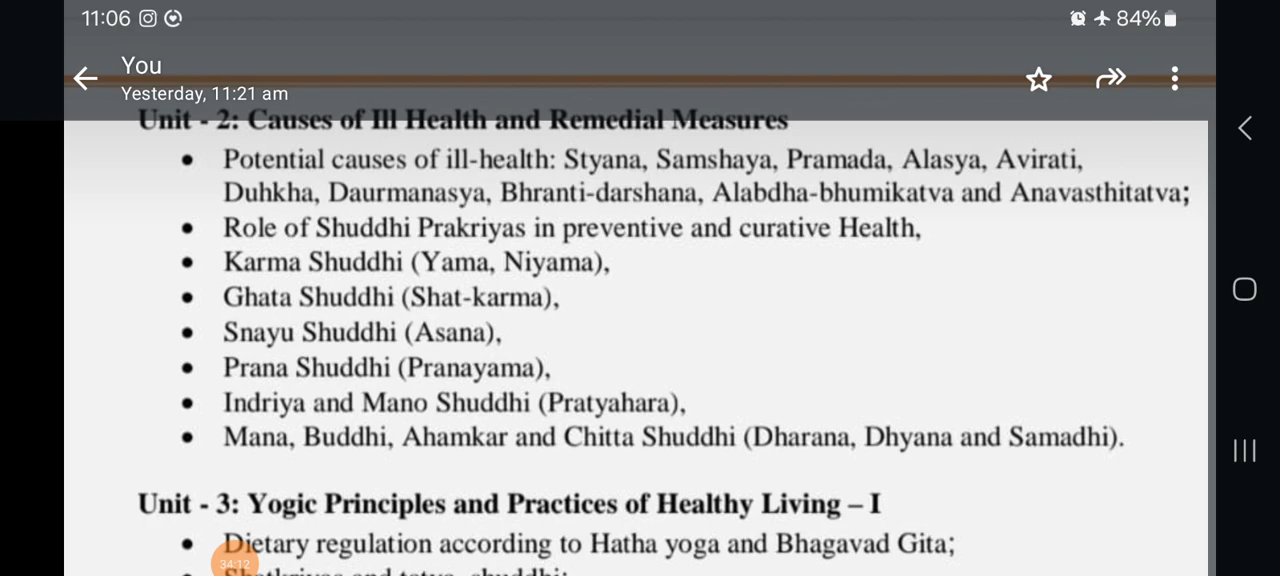 11:06 84%
You
Yesterday, 11:21 am
Unit - 2: Causes of Ill Health and Remedial Measures
• Potential causes of ill-health: Styana, Samshaya, Pramada, Alasya, Avirati,
Duhkha, Daurmanasya, Bhranti-darshana, Alabdha-bhumikatva and Anavasthitatva;
• Role of Shuddhi Prakriyas in preventive and curative Health,
• Karma Shuddhi (Yama, Niyama),
• Ghata Shuddhi (Shat-karma),
• Snayu Shuddhi (Asana),
• Prana Shuddhi (Pranayama),
• Indriya and Mano Shuddhi (Pratyahara),
• Mana, Buddhi, Ahamkar and Chitta Shuddhi (Dharana, Dhyana and Samadhi).
Unit - 3: Yogic Principles and Practices of Healthy Living – I
• Dietary regulation according to Hatha yoga and Bhagavad Gita;
34:12